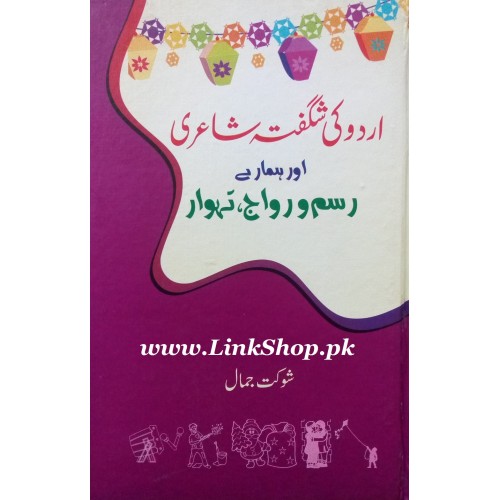 اردو کی شگفتہ شاعری
اور ہمارے
رسم و رواج، تہوار
www.LinkShop.pk
شوکت جمال